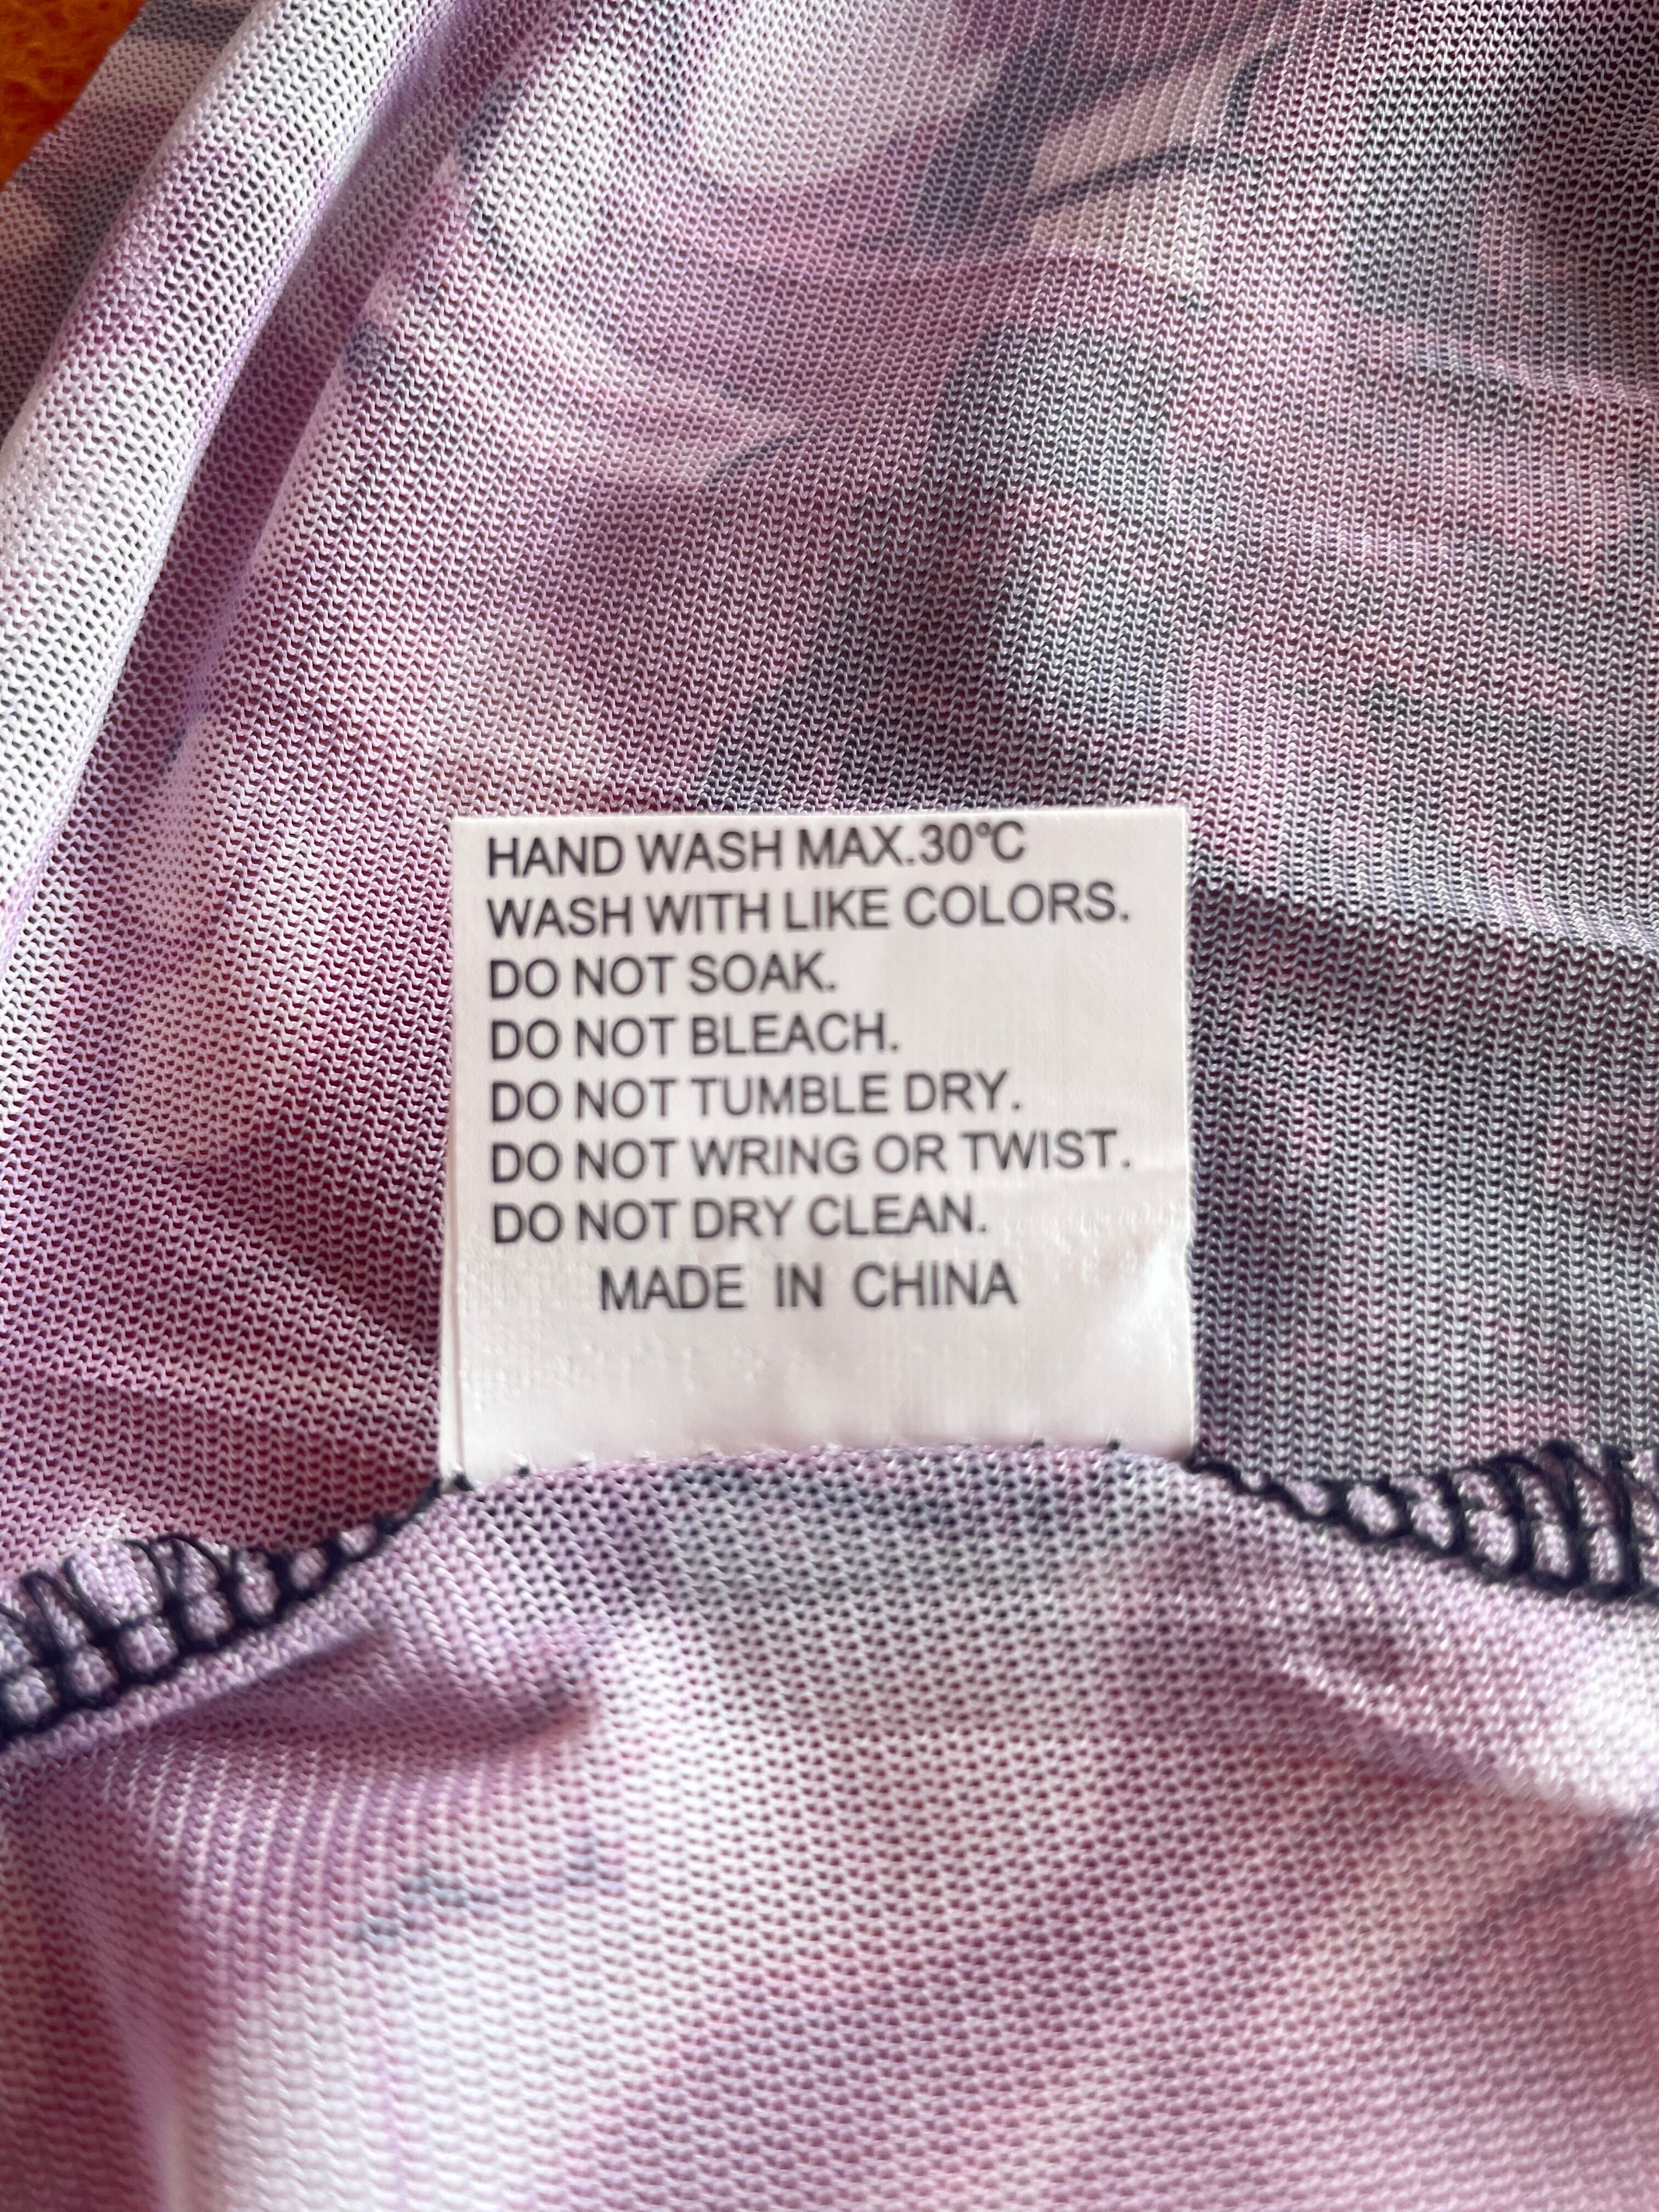 HAND WASH MAX.30°C
WASH WITH LIKE COLORS.
DO NOT SOAK.
DO NOT BLEACH.
DO NOT TUMBLE DRY.
DO NOT WRING OR TWIST.
DO NOT DRY CLEAN.
MADE IN CHINA